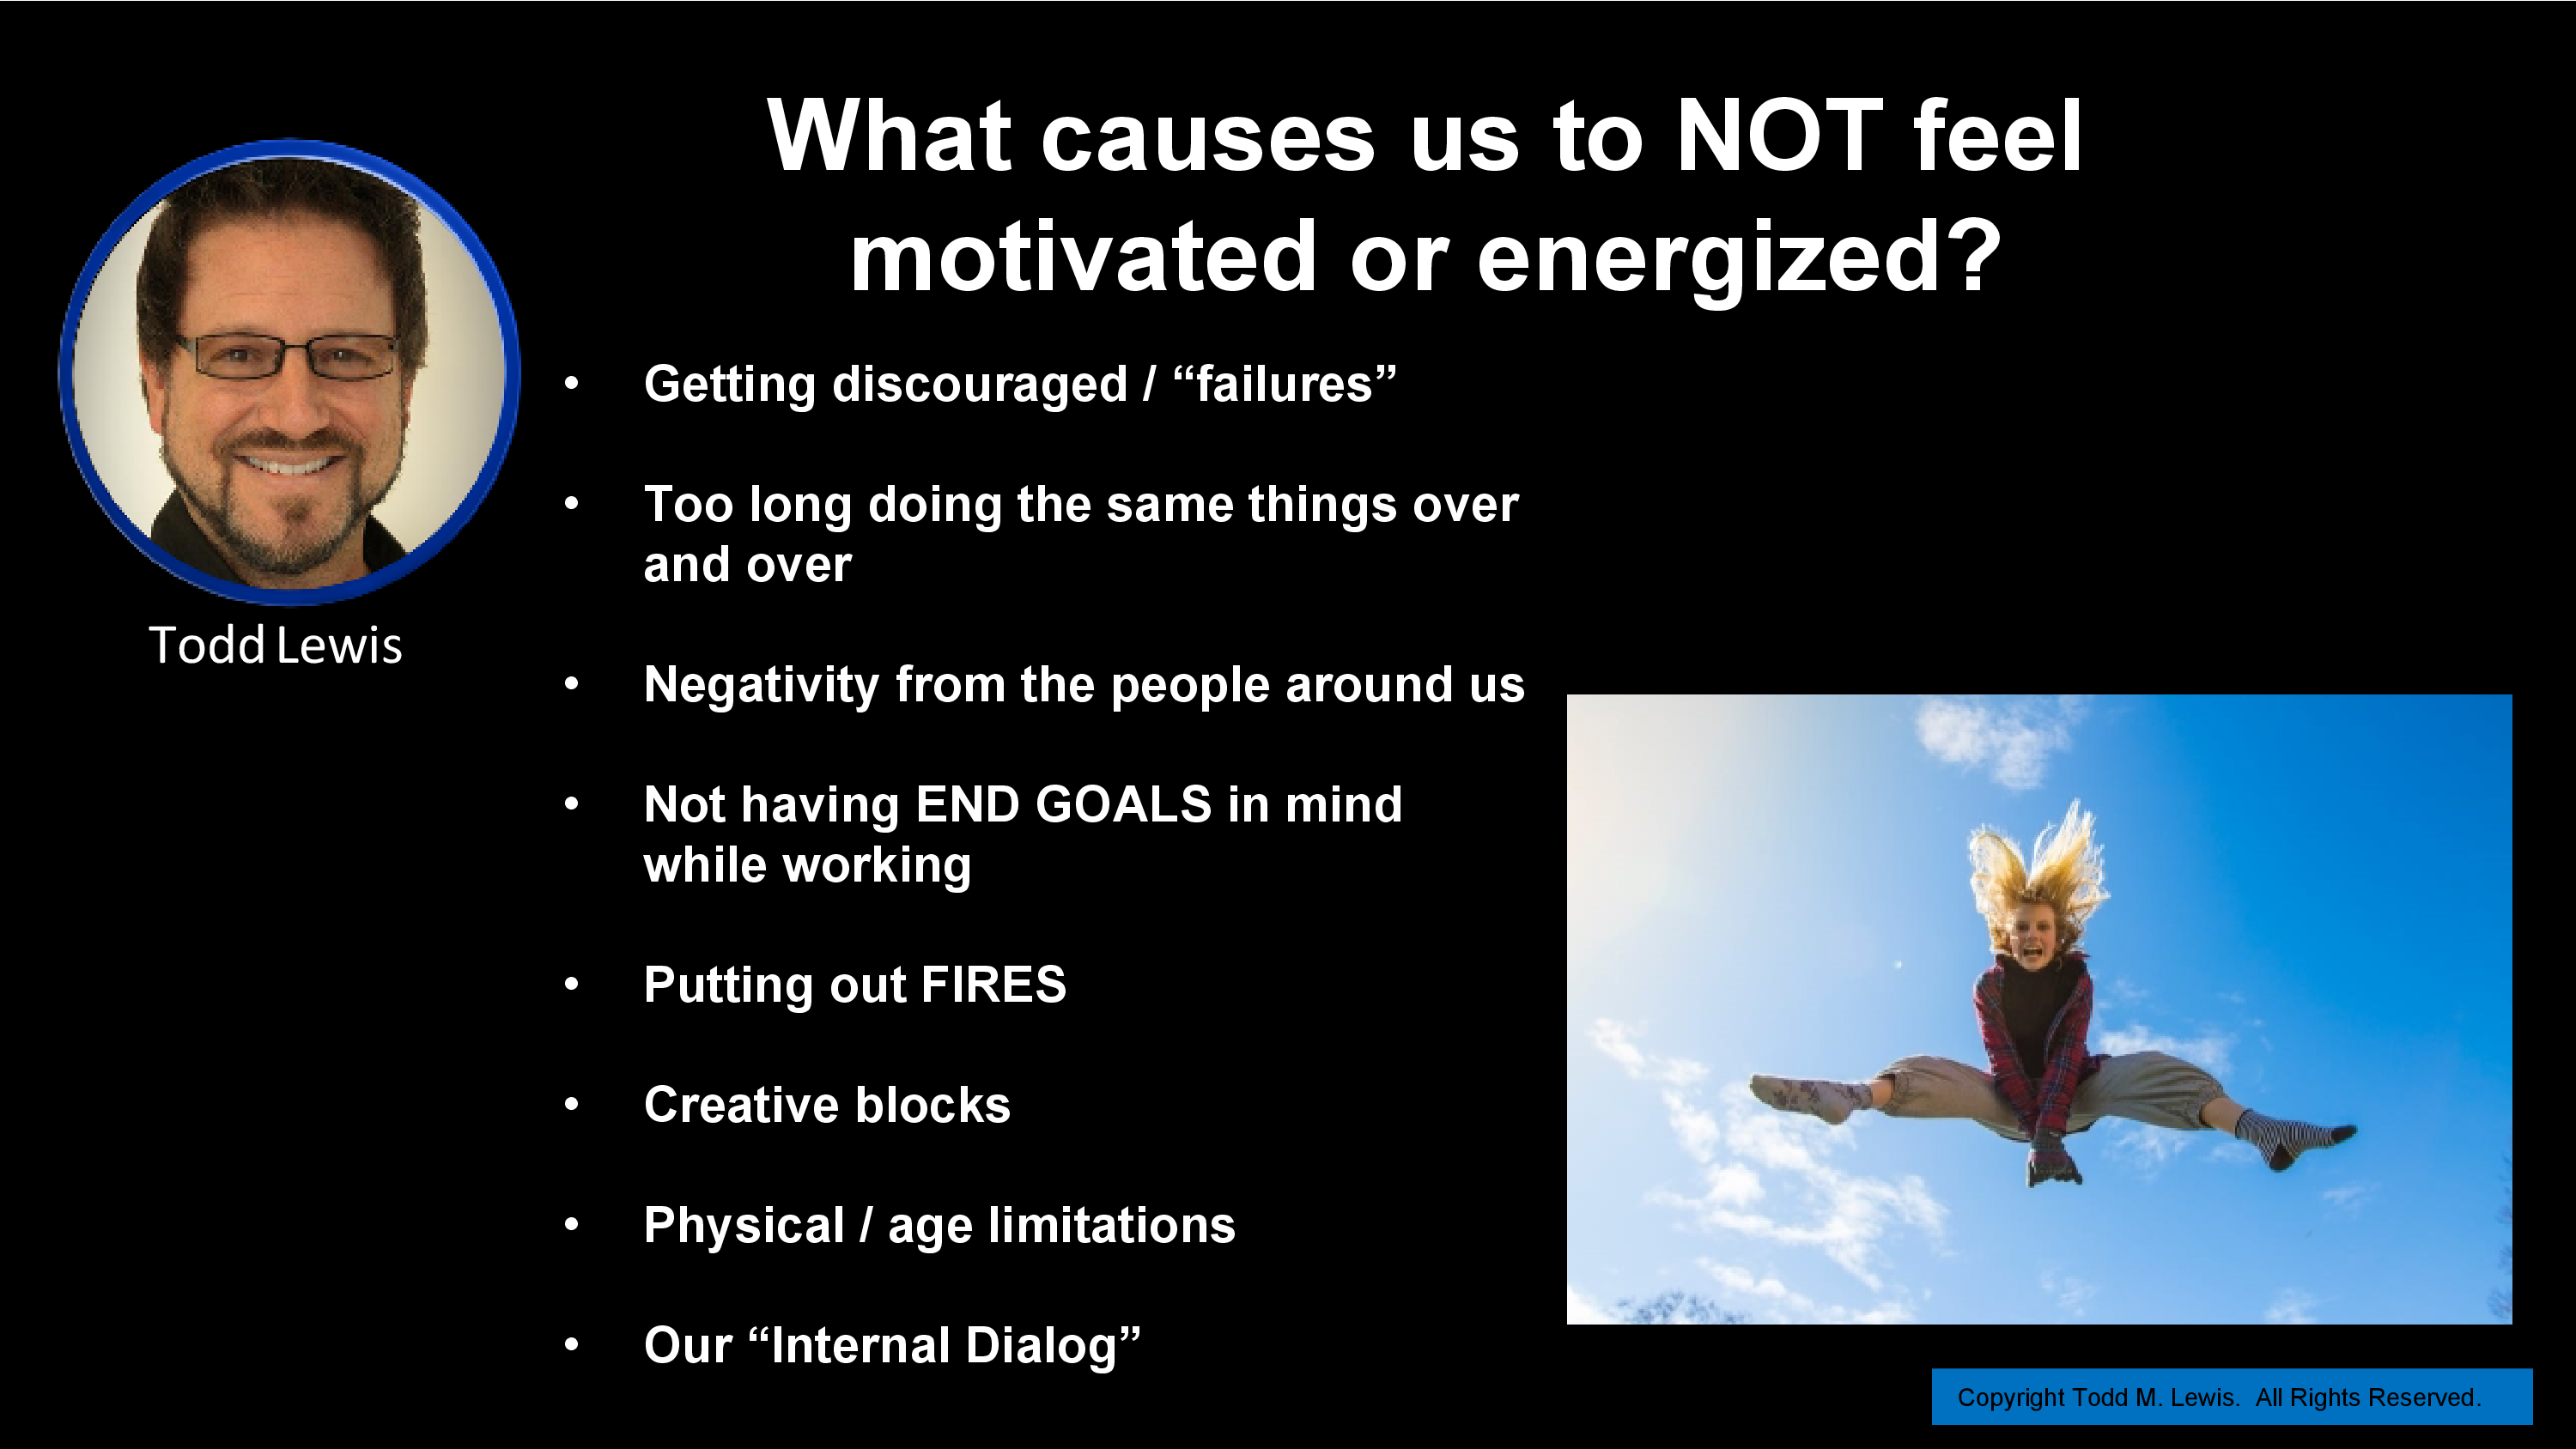 What causes us to NOT feel
motivated or energized?
Todd Lewis
• Getting discouraged / “failures”
• Too long doing the same things over
and over
• Negativity from the people around us
• Not having END GOALS in mind
while working
• Putting out FIRES
• Creative blocks
• Physical / age limitations
• Our “Internal Dialog”
Copyright Todd M. Lewis.  All Rights Reserved.